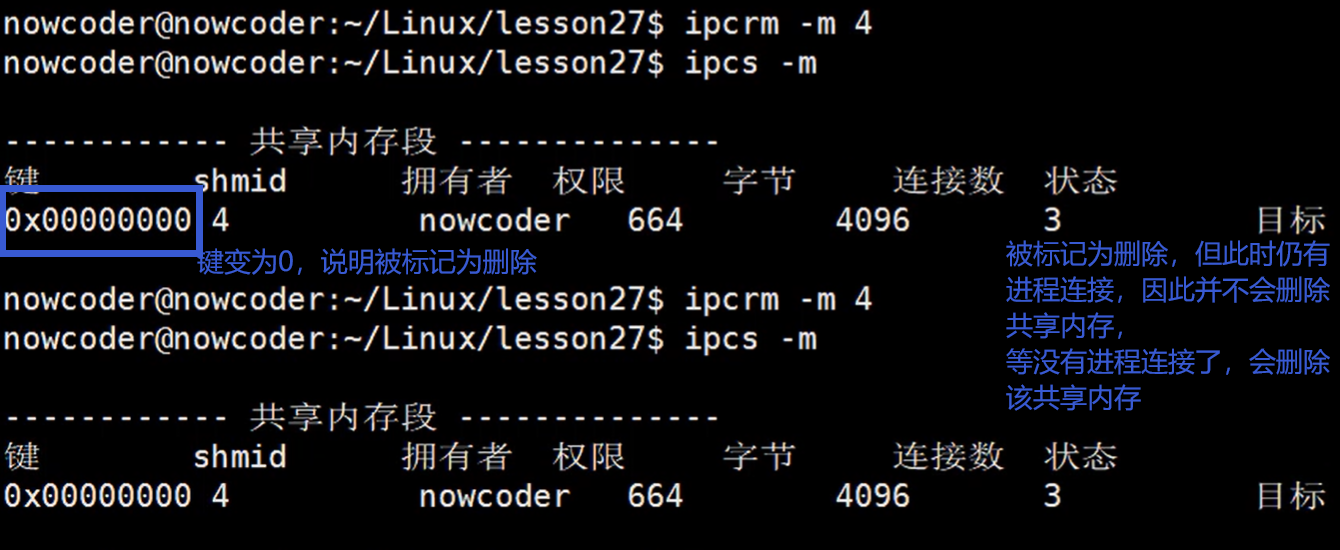 nowcoder@nowcoder:~/Linux/lesson27$ ipcrm -m 4
nowcoder@nowcoder:~/Linux/lesson27$ ipcs -m
------------ 共享内存段 --------------
键 shmid 拥有者 权限 字节 连接数 状态
0x00000000 4 nowcoder 664 4096 3 目标
键变为0，说明被标记为删除
被标记为删除，但此时仍有
进程连接，因此并不会删除
共享内存，
等没有进程连接了，会删除
该共享内存
nowcoder@nowcoder:~/Linux/lesson27$ ipcrm -m 4
nowcoder@nowcoder:~/Linux/lesson27$ ipcs -m
------------ 共享内存段 --------------
键 shmid 拥有者 权限 字节 连接数 状态
0x00000000 4 nowcoder 664 4096 3 目标